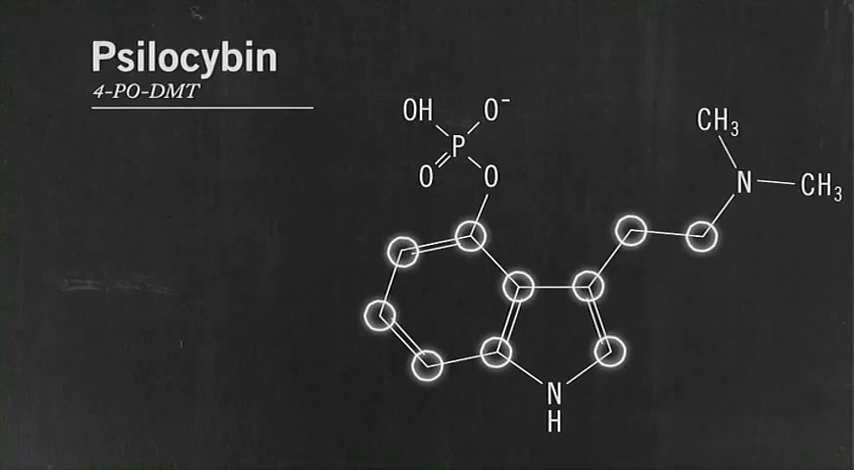 Psilocybin
4-PO-DMT
OH
O⁻
P
O
O
CH₃
N
CH₃
N
H